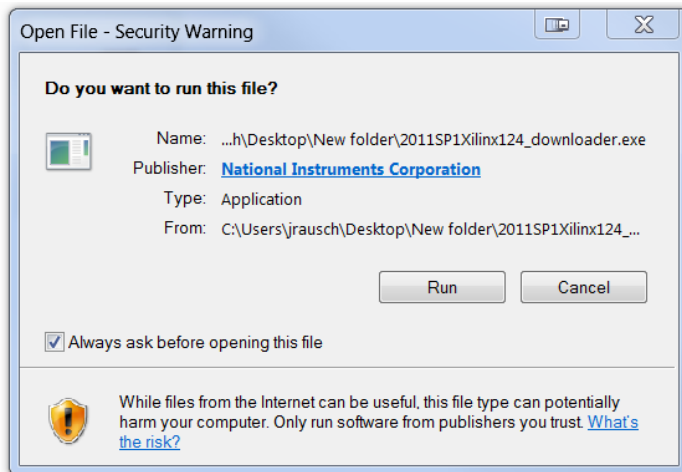 Open File - Security Warning
Do you want to run this file?
Name: ...h\Desktop\New folder\2011SP1Xilinx124_downloader.exe
Publisher: National Instruments Corporation
Type: Application
From: C:\Users\jrausch\Desktop\New folder\2011SP1Xilinx124_...
Run Cancel
Always ask before opening this file
While files from the Internet can be useful, this file type can potentially
harm your computer. Only run software from publishers you trust. What's
the risk?